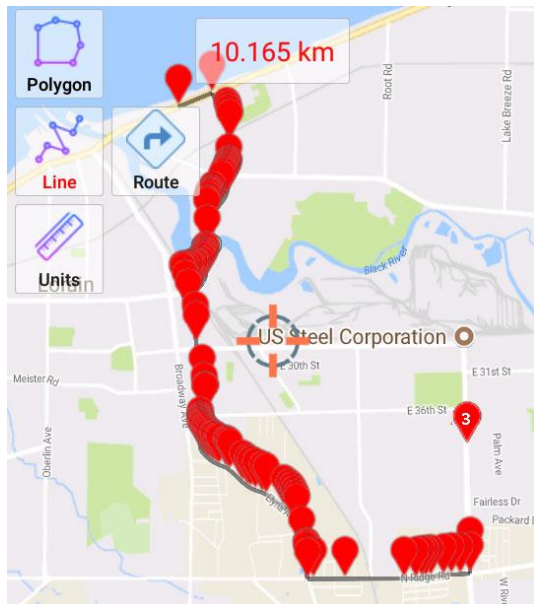 10.165 km
Polygon
Line
Route
Units
Lorain
Root Rd
Lake Breeze Rd
Black River
US Steel Corporation
E 30th St
E 31st St
Meister Rd
Broadway Ave
E 36th St
3
Oberlin Ave
Palm Ave
Fairless Dr
Packard
N Ridge Rd
W Riv